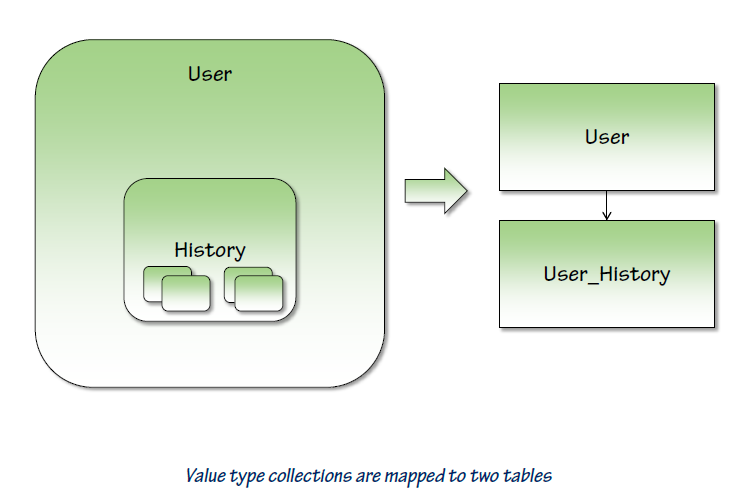 User
History
User
User_History
Value type collections are mapped to two tables